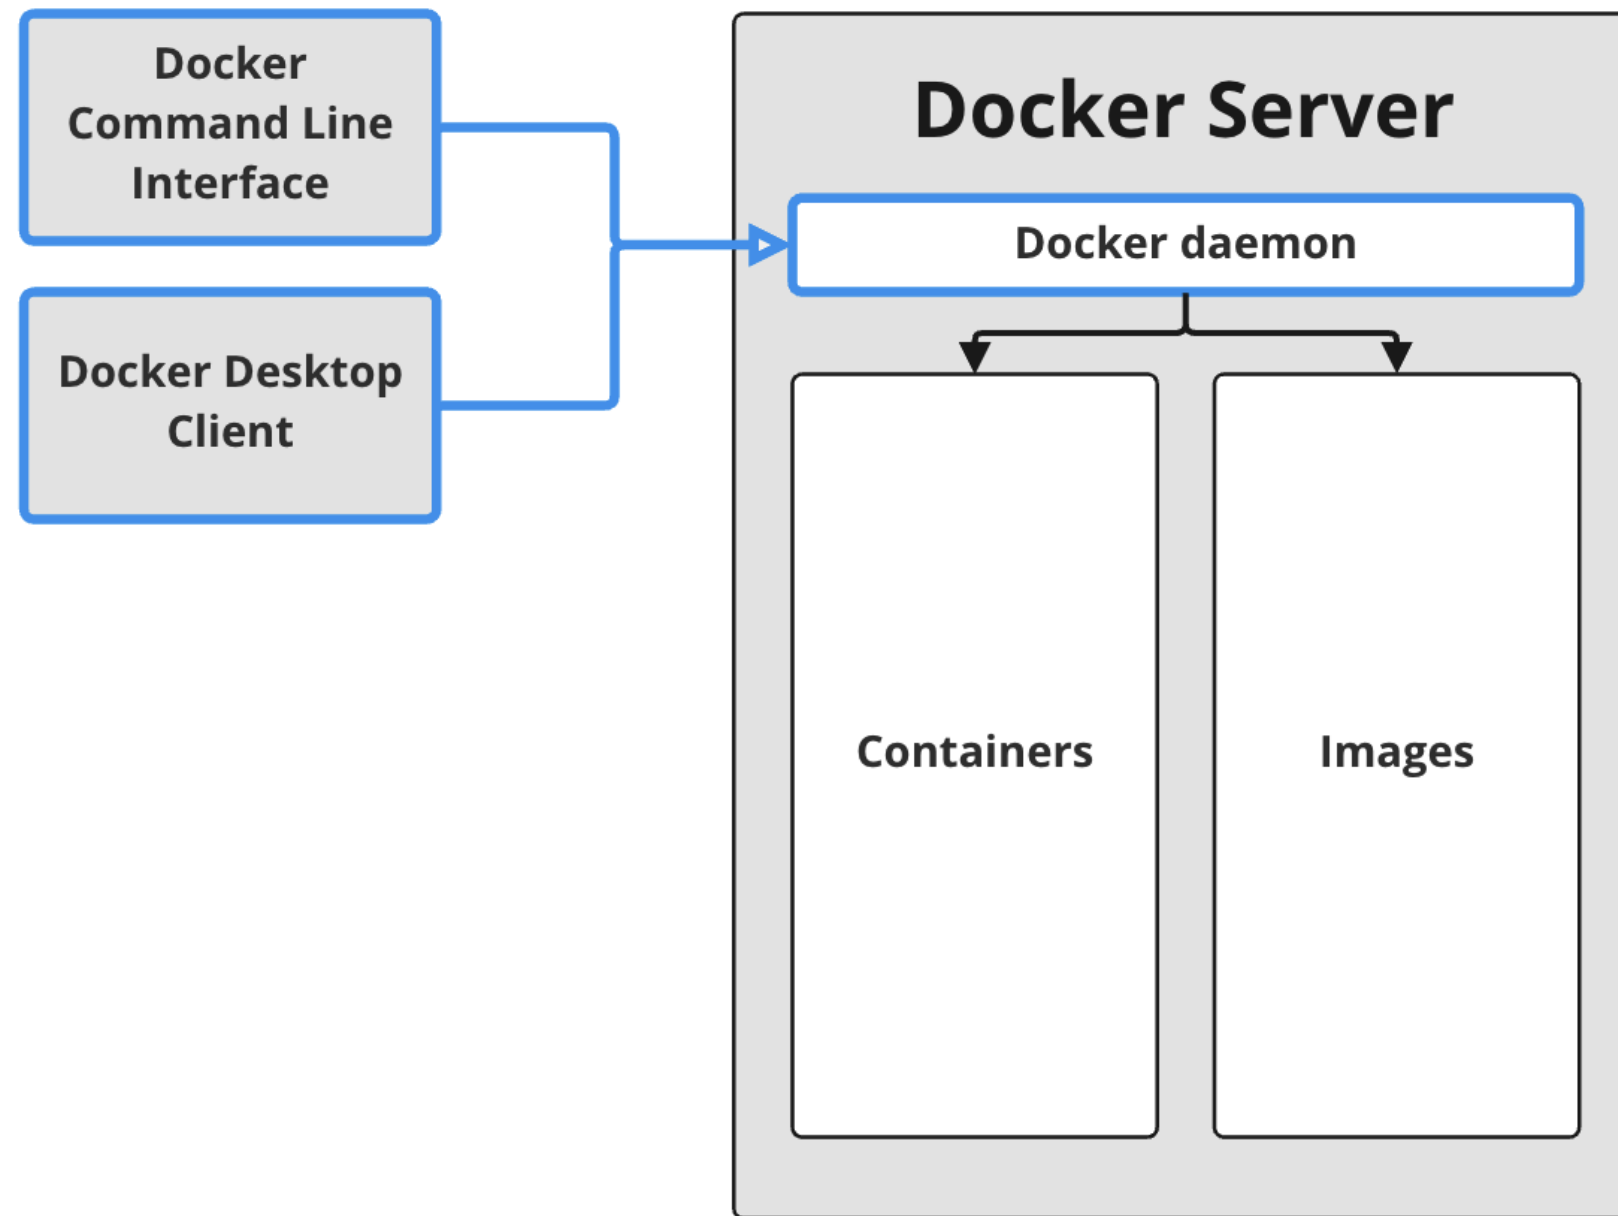 Docker
Command Line
Interface
Docker Desktop
Client
Docker Server
Docker daemon
Containers
Images